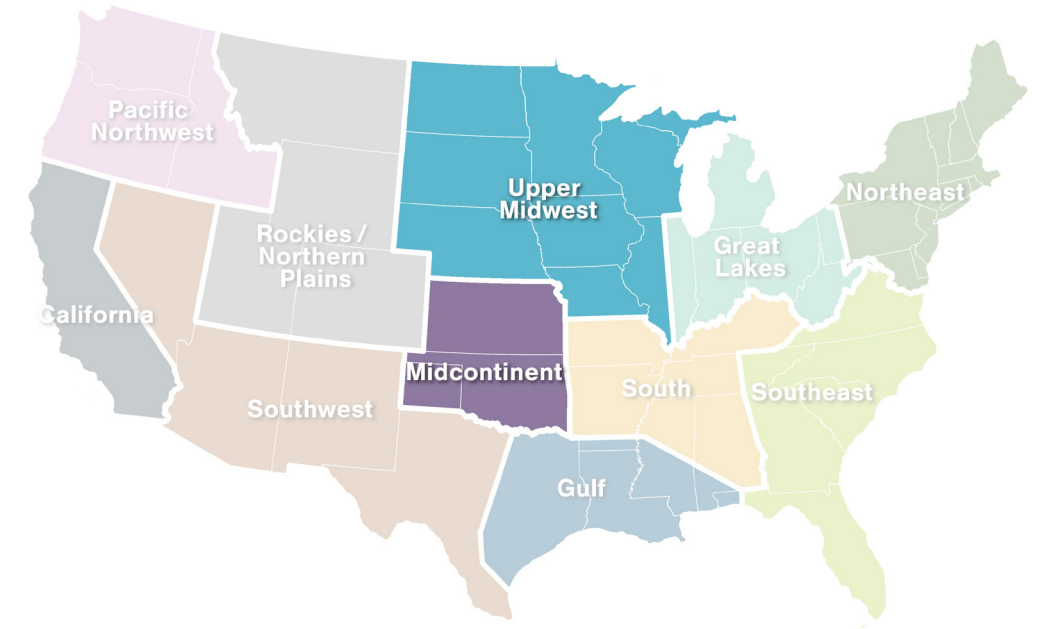 Pacific
Northwest
Upper
Midwest
Northeast
Rockies /
Northern
Plains
Great
Lakes
California
Midcontinent
Southwest
South
Southeast
Gulf